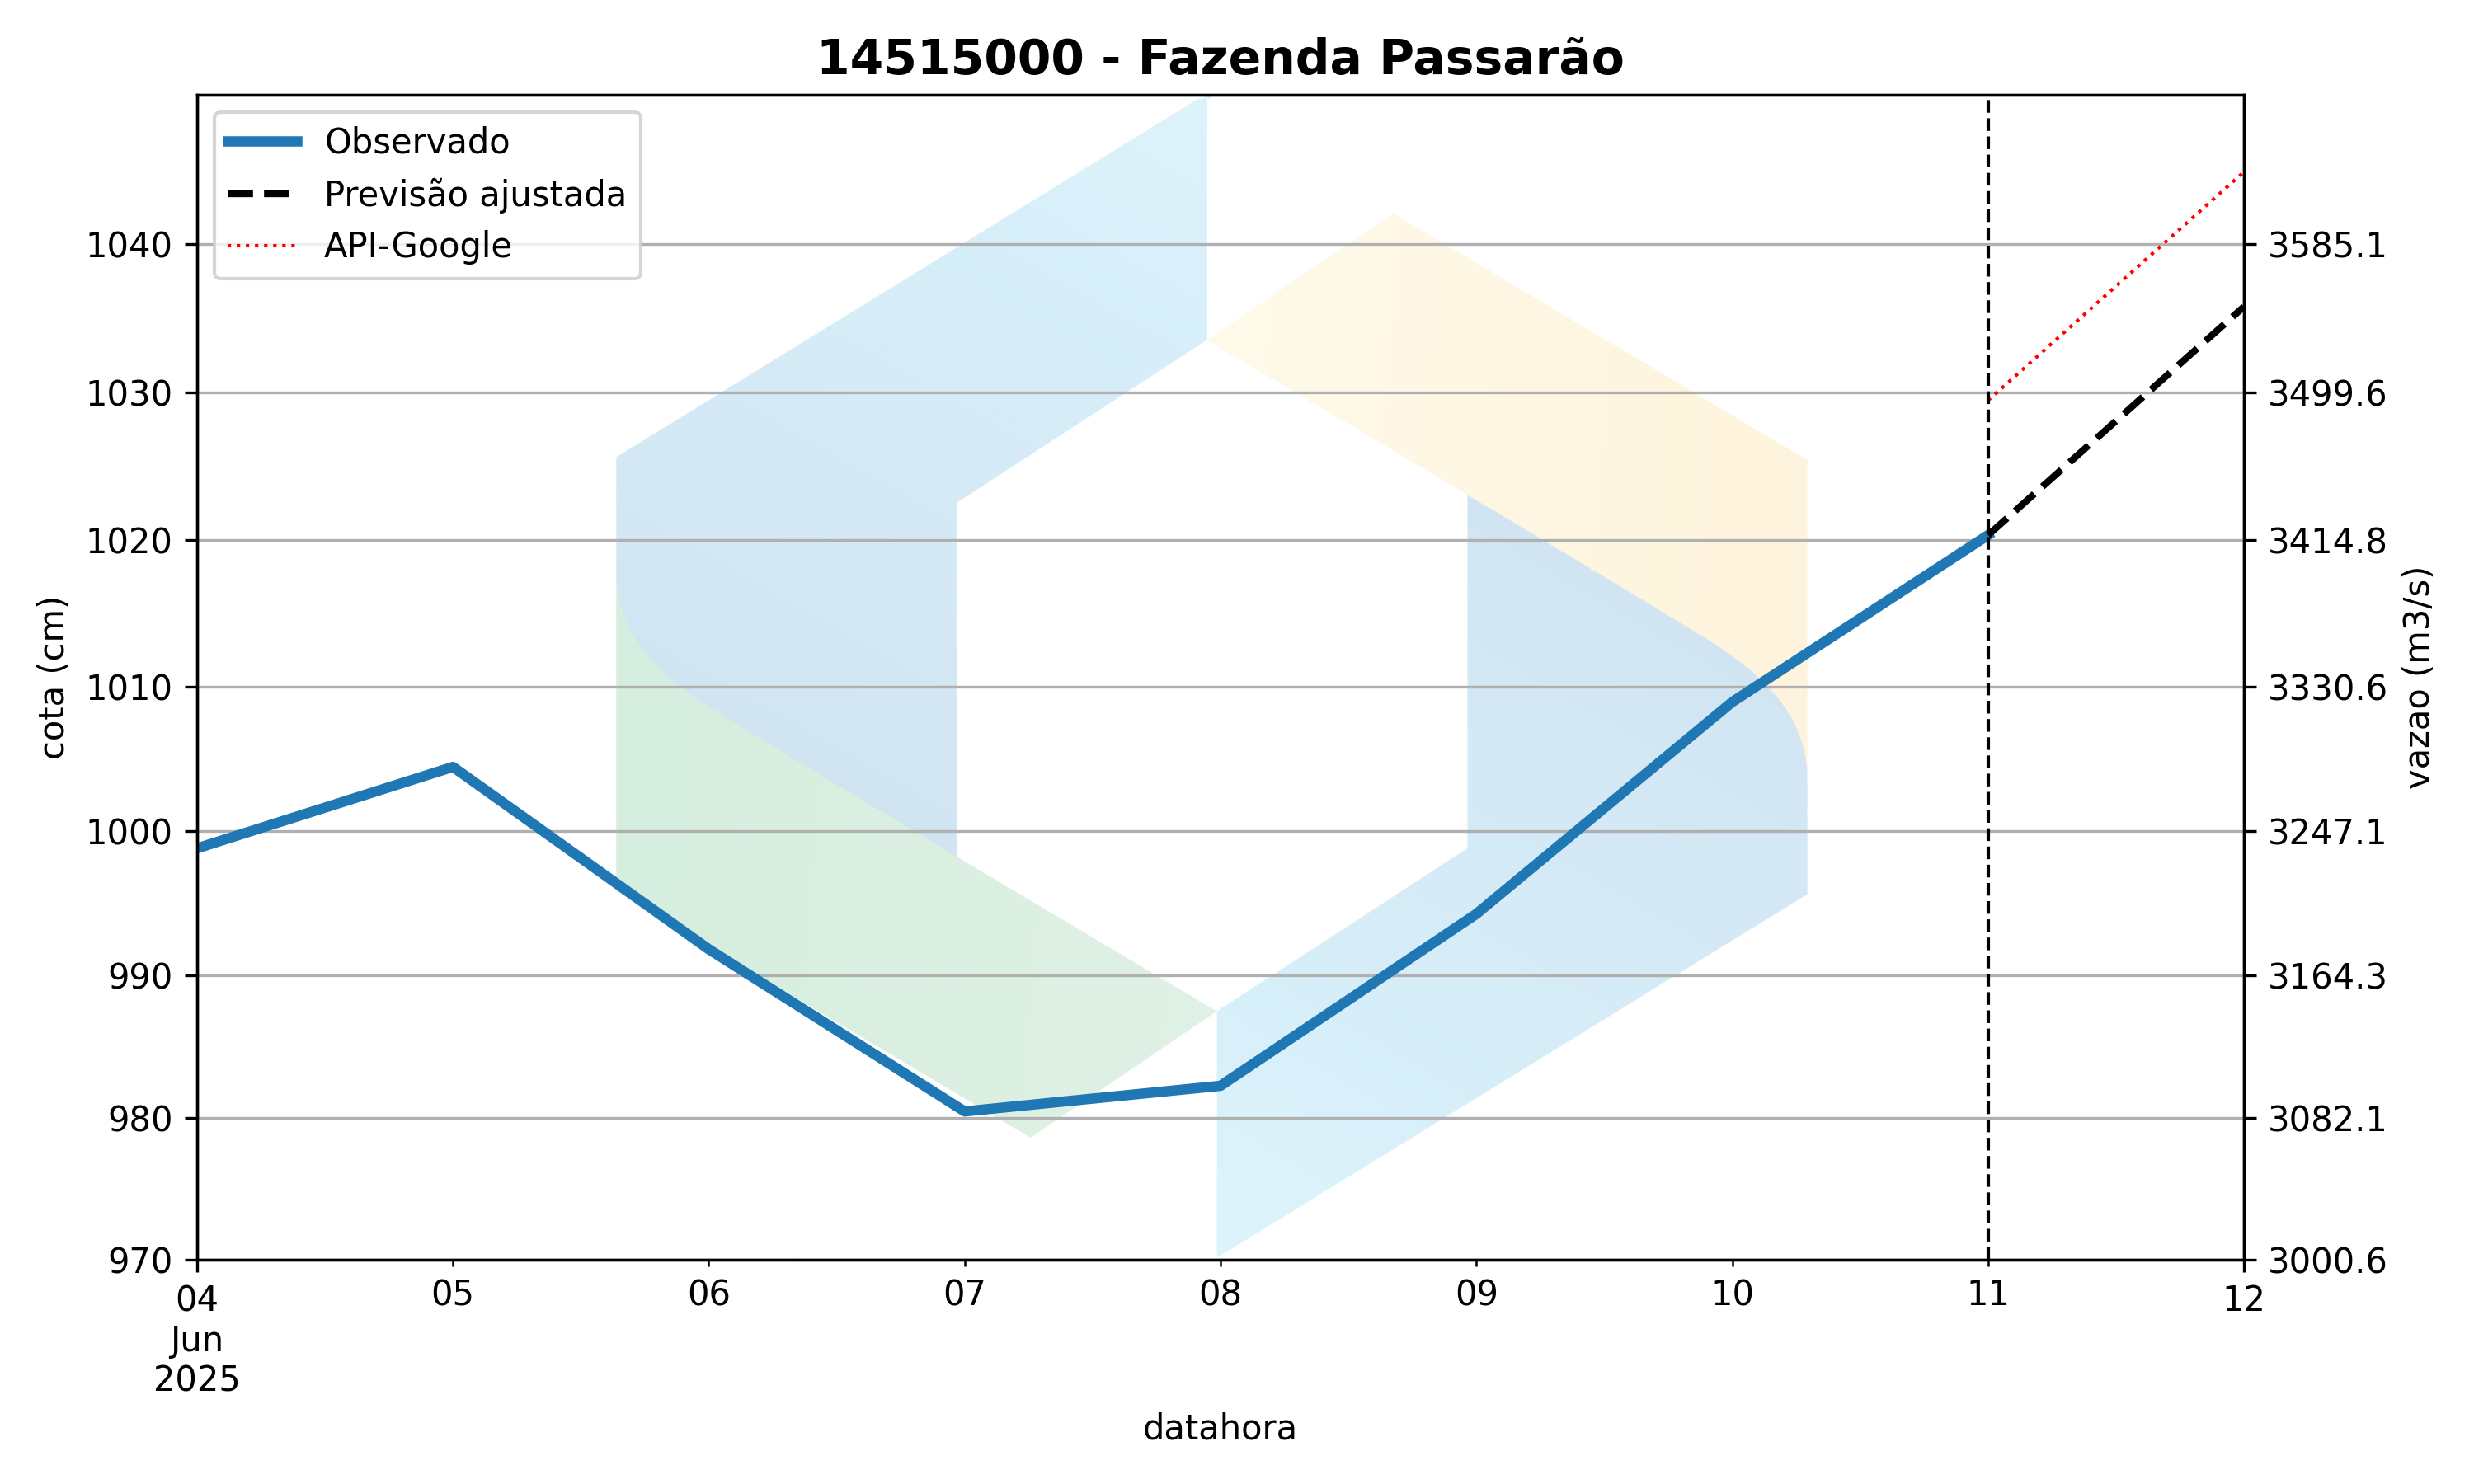 14515000 - Fazenda Passarão
Observado
Previsão ajustada
API-Google
1040
1030
1020
1010
1000
990
980
970
cota (cm)
3585.1
3499.6
3414.8
3330.6
3247.1
3164.3
3082.1
3000.6
vazao (m3/s)
04 05 06 07 08 09 10 11 12
Jun
2025
datahora